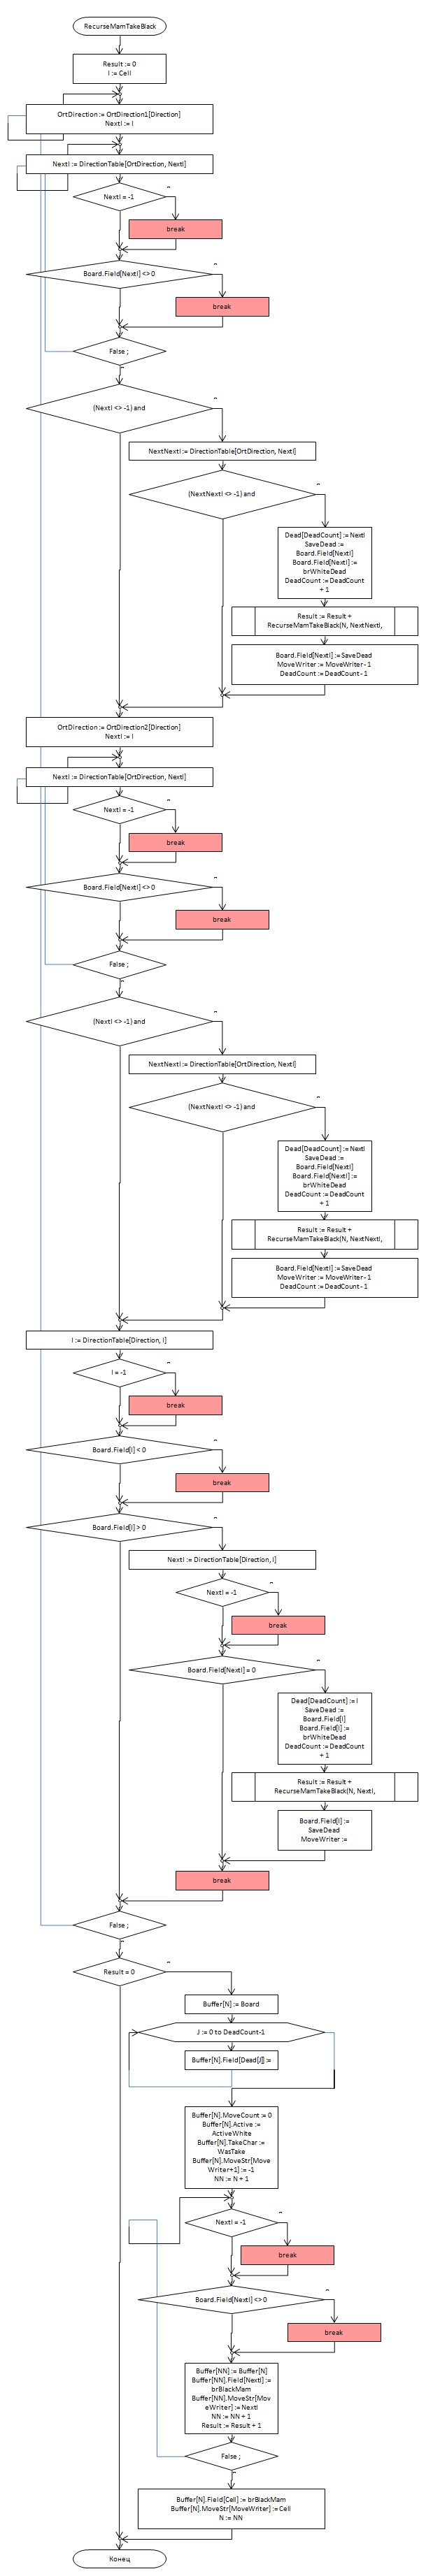 RecurseMamTakeBlack
Result := 0
I := Cell
OrtDirection := OrtDirection1[Direction]
NextI := I
NextI := DirectionTable[OrtDirection, NextI]
NextI = -1
break
Board.Field[NextI] <> 0
break
False ;
(NextI <> -1) and
NextNextI := DirectionTable[OrtDirection, NextI]
(NextNextI <> -1) and
Dead[DeadCount] := NextI
SaveDead :=
Board.Field[NextI]
Board.Field[NextI] :=
brWhiteDead
DeadCount := DeadCount
+ 1
Result := Result +
RecurseMamTakeBlack(N, NextNextI,
Board.Field[NextI] := SaveDead
MoveWriter := MoveWriter - 1
DeadCount := DeadCount - 1
OrtDirection := OrtDirection2[Direction]
NextI := I
NextI := DirectionTable[OrtDirection, NextI]
NextI = -1
break
Board.Field[NextI] <> 0
break
False ;
(NextI <> -1) and
NextNextI := DirectionTable[OrtDirection, NextI]
(NextNextI <> -1) and
Dead[DeadCount] := NextI
SaveDead :=
Board.Field[NextI]
Board.Field[NextI] :=
brWhiteDead
DeadCount := DeadCount
+ 1
Result := Result +
RecurseMamTakeBlack(N, NextNextI,
Board.Field[NextI] := SaveDead
MoveWriter := MoveWriter - 1
DeadCount := DeadCount - 1
I := DirectionTable[Direction, I]
I = -1
break
Board.Field[I] < 0
break
Board.Field[I] > 0
NextI := DirectionTable[Direction, I]
NextI = -1
break
Board.Field[NextI] = 0
Dead[DeadCount] := I
SaveDead :=
Board.Field[I]
Board.Field[I] :=
brWhiteDead
DeadCount := DeadCount
+ 1
Result := Result +
RecurseMamTakeBlack(N, NextI,
Board.Field[I] :=
SaveDead
MoveWriter :=
break
False ;
Result = 0
Buffer[N] := Board
J := 0 to DeadCount-1
Buffer[N].Field[Dead[J]] :=
Buffer[N].MoveCount := 0
Buffer[N].Active :=
ActiveWhite
Buffer[N].TakeChar :=
WasTake
Buffer[N].MoveStr[Move
Writer+1] := -1
NN := N + 1
NextI = -1
break
Board.Field[NextI] <> 0
break
Buffer[NN] := Buffer[N]
Buffer[NN].Field[NextI] :=
brBlackMam
Buffer[NN].MoveStr[Mov
eWriter] := NextI
NN := NN + 1
Result := Result + 1
False ;
Buffer[N].Field[Cell] := brBlackMam
Buffer[N].MoveStr[MoveWriter] := Cell
N := NN
Конец